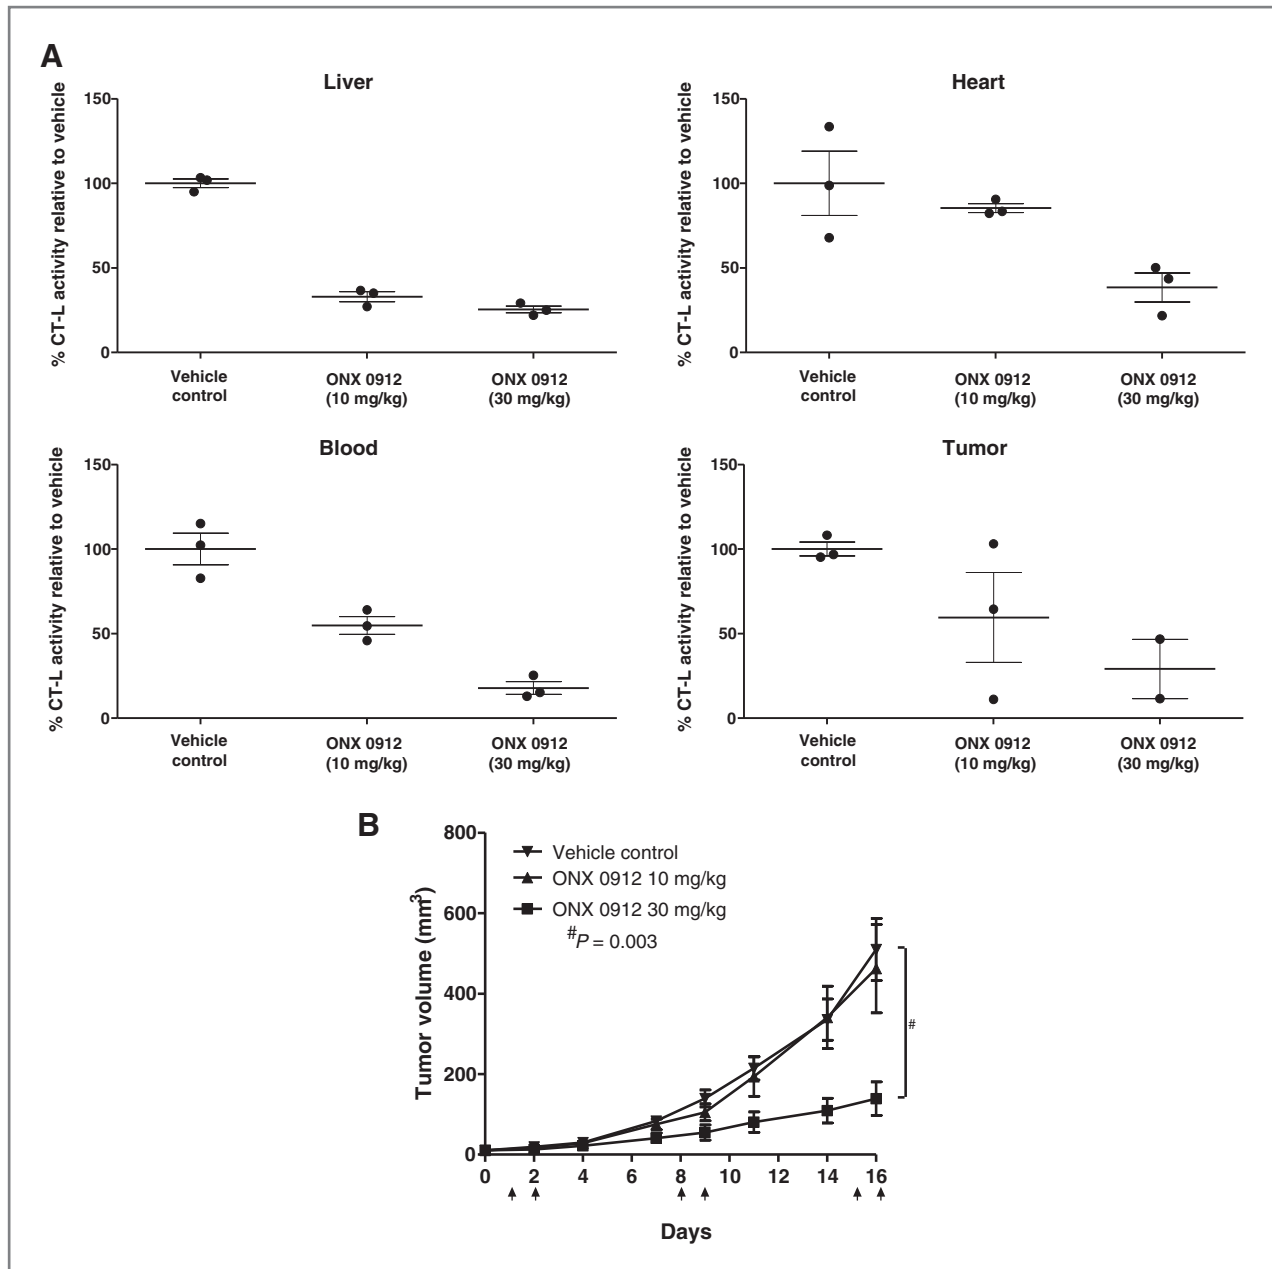 A
Liver
% CT-L activity relative to vehicle
150
100
50
0
Vehicle
control
ONX 0912
(10 mg/kg)
ONX 0912
(30 mg/kg)
Heart
% CT-L activity relative to vehicle
150
100
50
0
Vehicle
control
ONX 0912
(10 mg/kg)
ONX 0912
(30 mg/kg)
Blood
% CT-L activity relative to vehicle
150
100
50
0
Vehicle
control
ONX 0912
(10 mg/kg)
ONX 0912
(30 mg/kg)
Tumor
% CT-L activity relative to vehicle
150
100
50
0
Vehicle
control
ONX 0912
(10 mg/kg)
ONX 0912
(30 mg/kg)
B
Tumor volume (mm³)
800
600
400
200
0
Vehicle control
ONX 0912 10 mg/kg
ONX 0912 30 mg/kg
#P = 0.003
#
0 2 4 6 8 10 12 14 16
Days